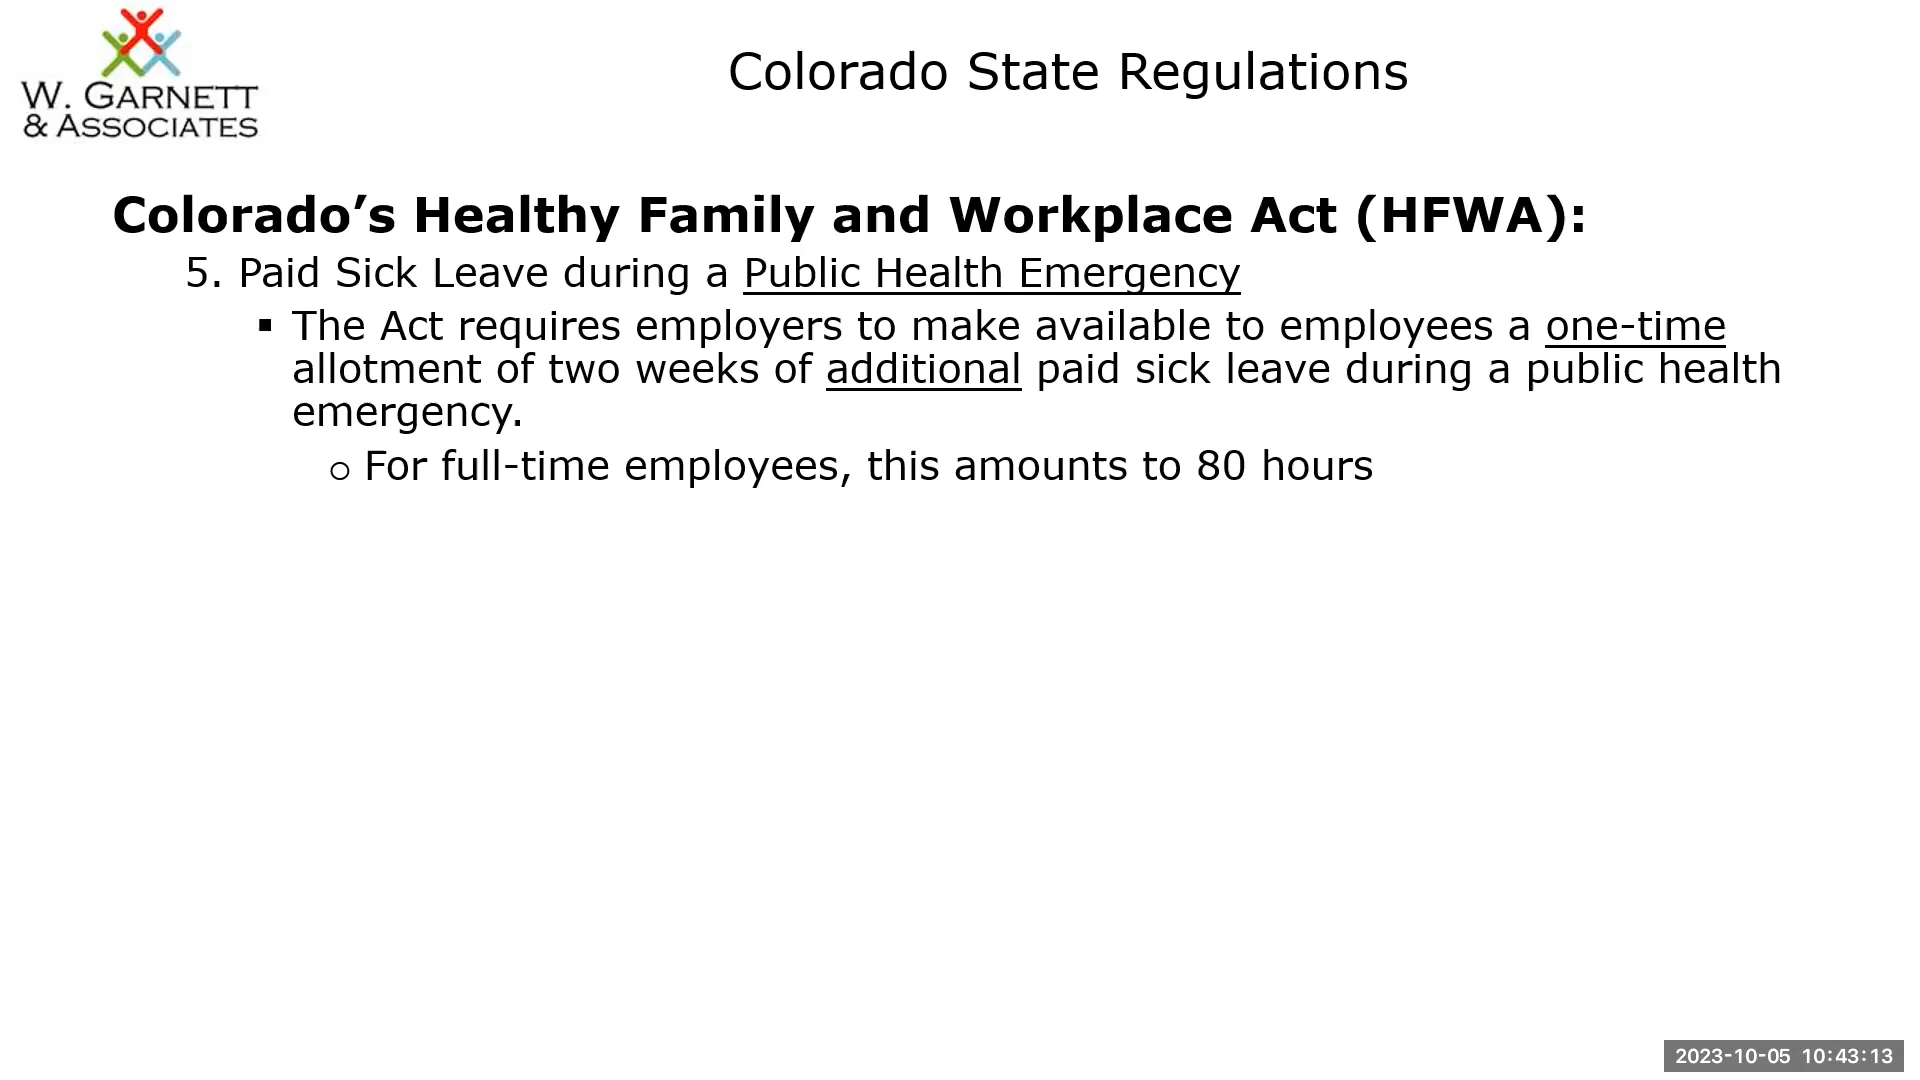 W. GARNETT
& ASSOCIATES
Colorado State Regulations
Colorado’s Healthy Family and Workplace Act (HFWA):
5. Paid Sick Leave during a Public Health Emergency
▪ The Act requires employers to make available to employees a one-time
allotment of two weeks of additional paid sick leave during a public health
emergency.
o For full-time employees, this amounts to 80 hours
2023-10-05 10:43:13